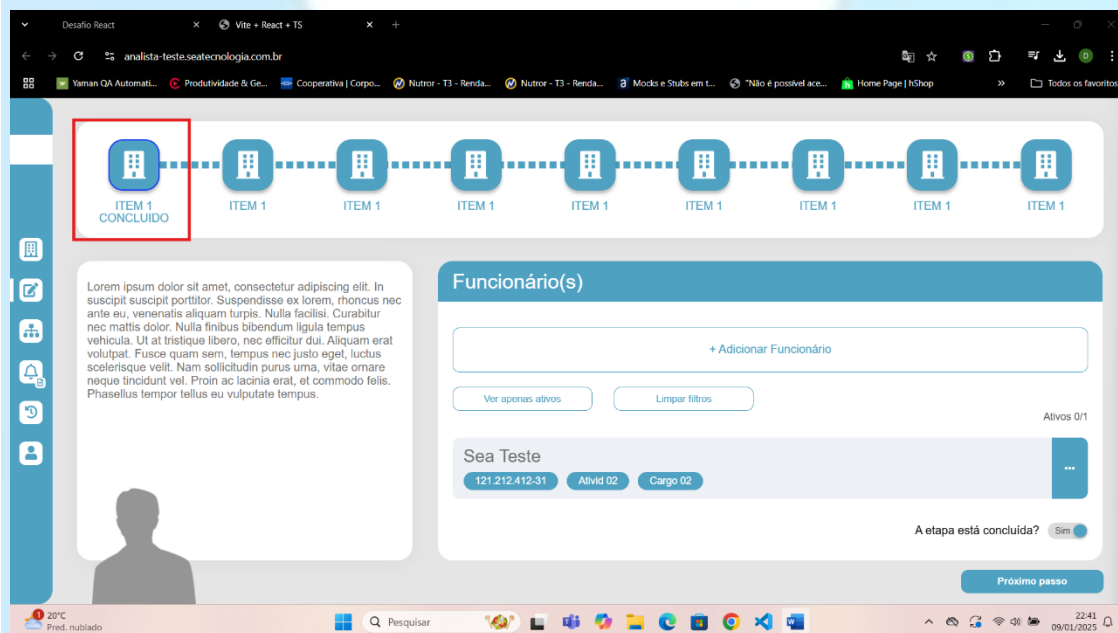 Desafio React
Vite + React + TS
analista-teste.seatecnologia.com.br
Yaman QA Automati...
Produtividade & Ge...
Cooperativa | Corpo...
Nutror - T3 - Renda...
Nutror - T3 - Renda...
Mocks e Stubs em t...
"Não é possível ace...
Home Page | hShop
»
Todos os favoritos
ITEM 1
CONCLUIDO
ITEM 1
ITEM 1
ITEM 1
ITEM 1
ITEM 1
ITEM 1
ITEM 1
ITEM 1
Lorem ipsum dolor sit amet, consectetur adipiscing elit. In
suscipit suscipit porttitor. Suspendisse ex lorem, rhoncus nec
ante eu, venenatis aliquam turpis. Nulla facilisi. Curabitur
nec mattis dolor. Nulla finibus bibendum ligula tempus
vehicula. Ut at tristique libero, nec efficitur dui. Aliquam erat
volutpat. Fusce quam sem, tempus nec justo eget, luctus
scelerisque velit. Nam sollicitudin purus urna, vitae ornare
neque tincidunt vel. Proin ac lacinia erat, et commodo felis.
Phasellus tempor tellus eu vulputate tempus.
Funcionário(s)
+ Adicionar Funcionário
Ver apenas ativos
Limpar filtros
Ativos 0/1
Sea Teste
121.212.412-31
Ativid 02
Cargo 02
...
A etapa está concluída?
Sim
Próximo passo
1
20°C
Pred. nublado
Pesquisar
22:41
09/01/2025